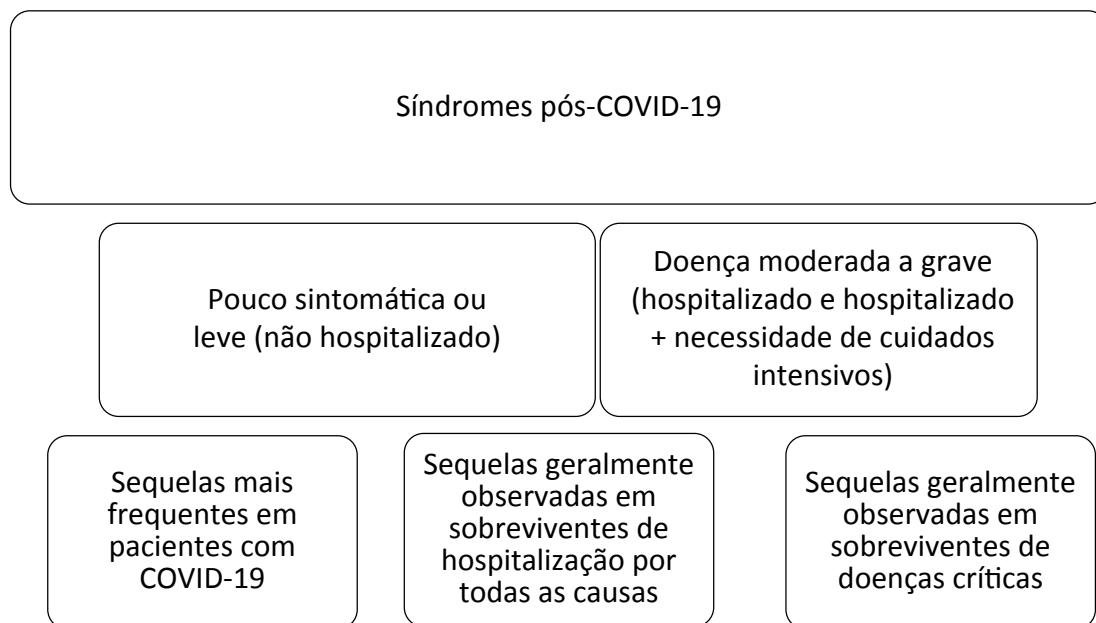 Síndromes pós-COVID-19
Pouco sintomática ou
leve (não hospitalizado)
Doença moderada a grave
(hospitalizado e hospitalizado
+ necessidade de cuidados
intensivos)
Sequelas mais
frequentes em
pacientes com
COVID-19
Sequelas geralmente
observadas em
sobreviventes de
hospitalização por
todas as causas
Sequelas geralmente
observadas em
sobreviventes de
doenças críticas